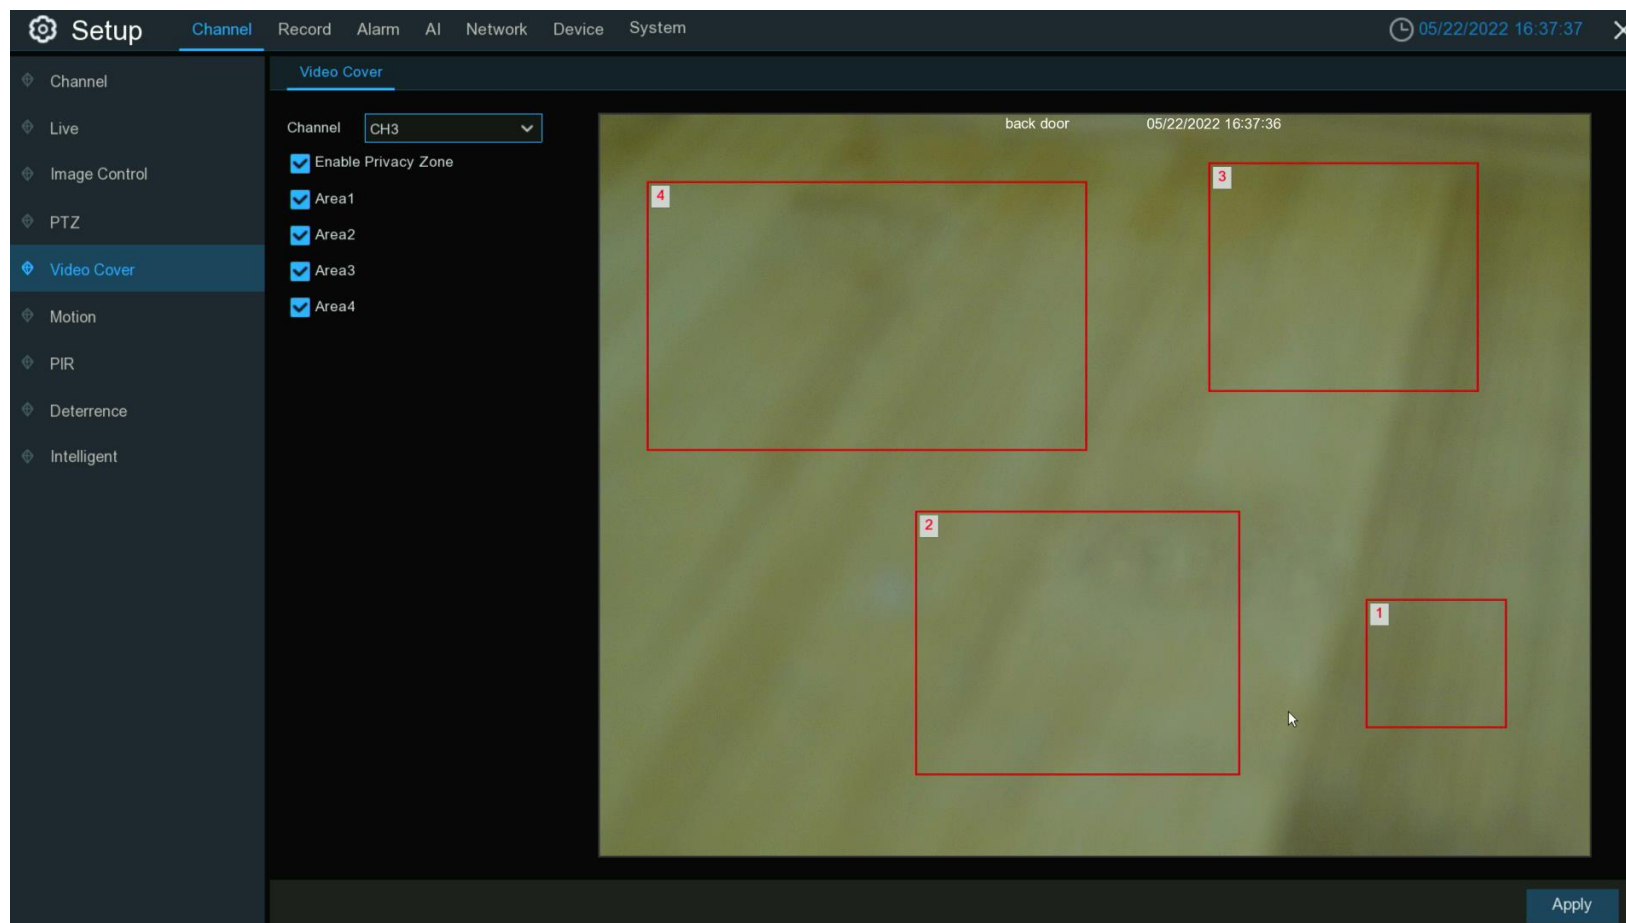 Setup Channel Record Alarm AI Network Device System 05/22/2022 16:37:37
Channel
Live
Image Control
PTZ
Video Cover
Motion
PIR
Deterrence
Intelligent
Video Cover
Channel CH3
Enable Privacy Zone
Area1
Area2
Area3
Area4
back door 05/22/2022 16:37:36
4
3
2
1
Apply